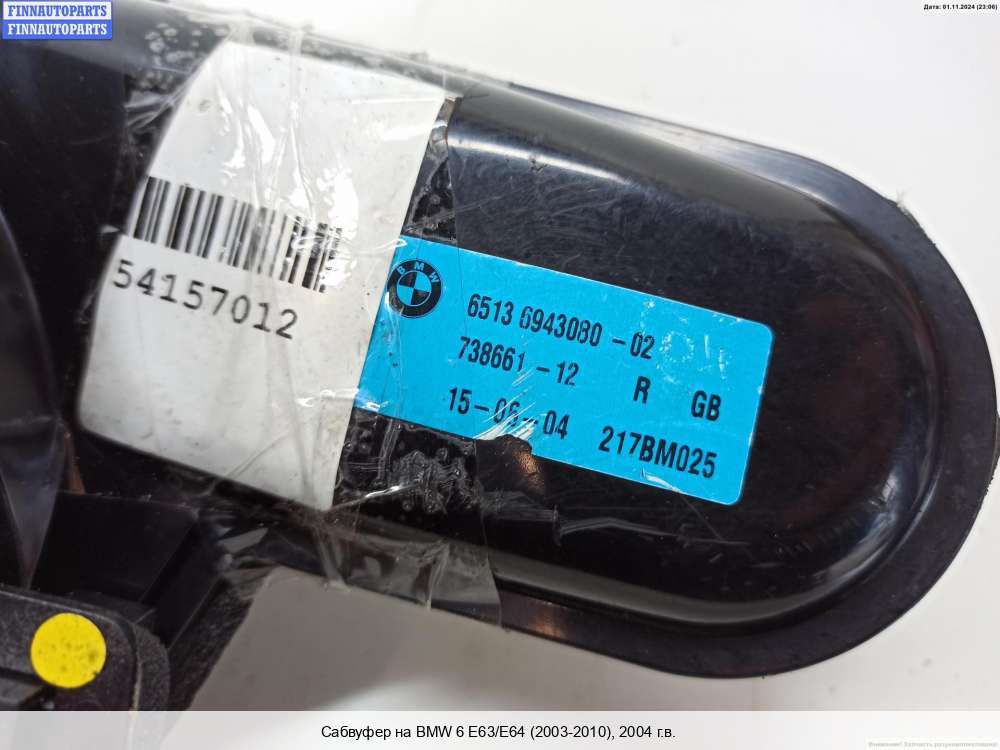 FINNAUTOPARTS
FINNAUTOPARTS
Дата: 01.11.2024 (23:06)
54157012
BMW
6513 6943080-02
738661-12 R GB
15-06-04 217BM025
Сабвуфер на BMW 6 E63/E64 (2003-2010), 2004 г.в.